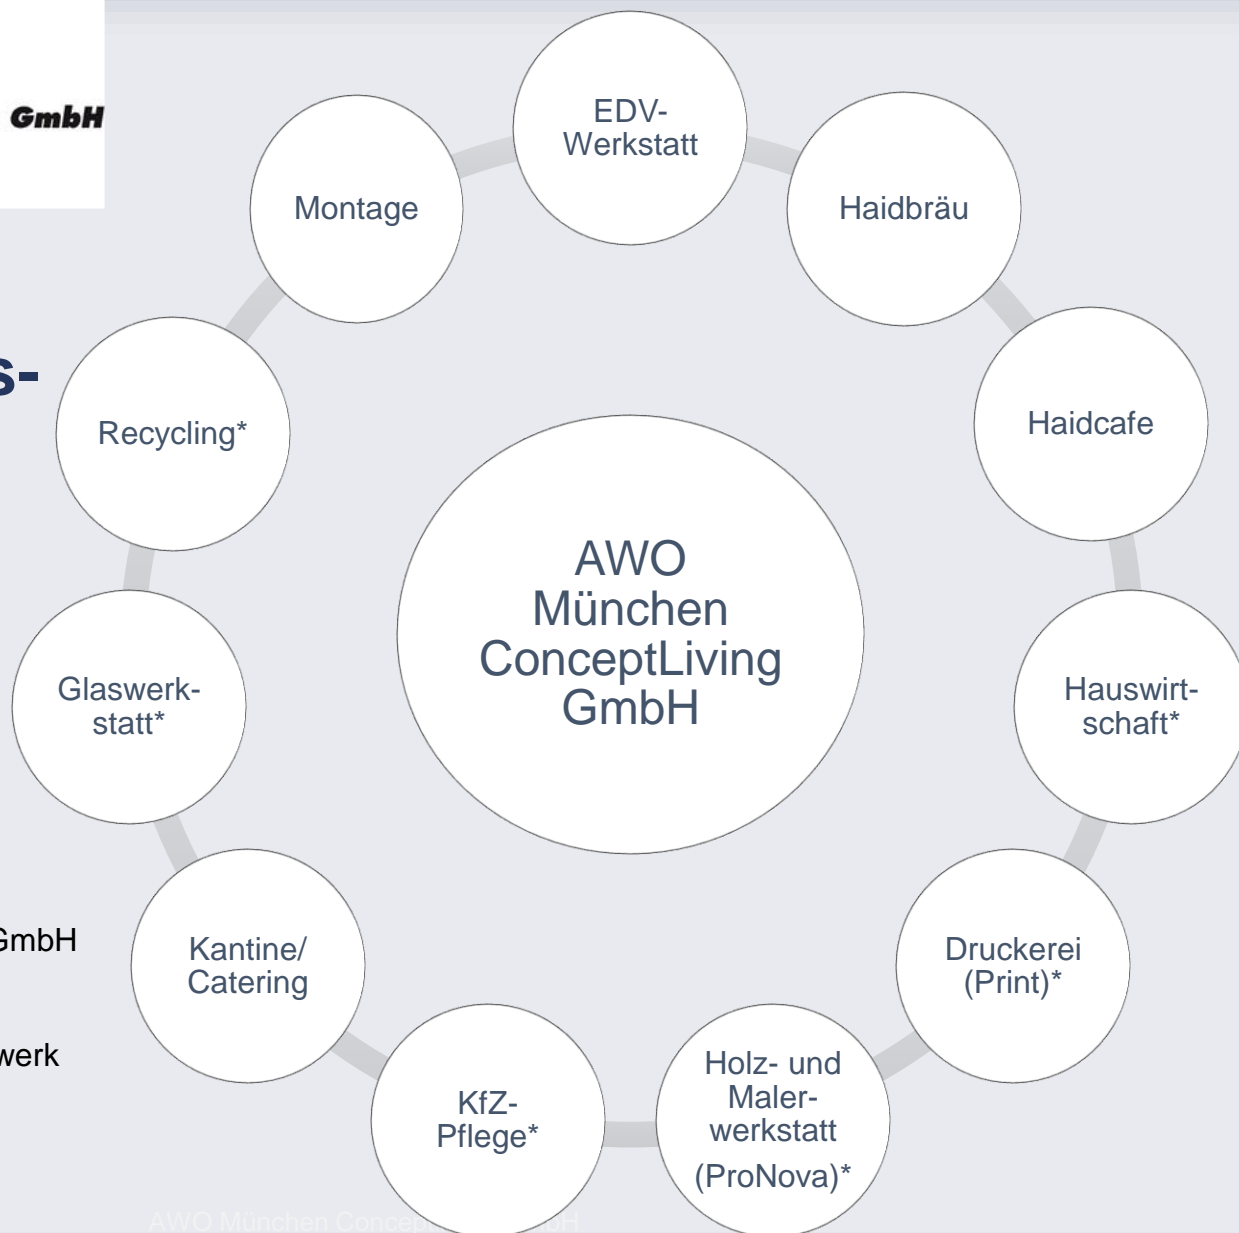 GmbH
s-
GmbH
werk
EDV-
Werkstatt
Haidbräu
Haidcafe
Hauswirt-
schaft*
Druckerei
(Print)*
Holz- und
Maler-
werkstatt
(ProNova)*
KfZ-
Pflege*
Kantine/
Catering
Glaswerk-
statt*
Recycling*
Montage
AWO
München
ConceptLiving
GmbH
AWO München Concept